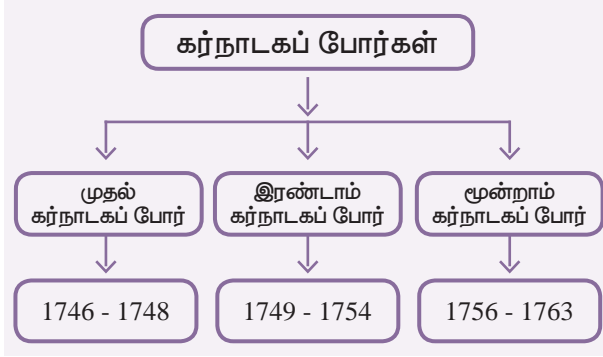 கர்நாடகப் போர்கள்
முதல்
கர்நாடகப் போர்
இரண்டாம்
கர்நாடகப் போர்
மூன்றாம்
கர்நாடகப் போர்
1746 - 1748
1749 - 1754
1756 - 1763